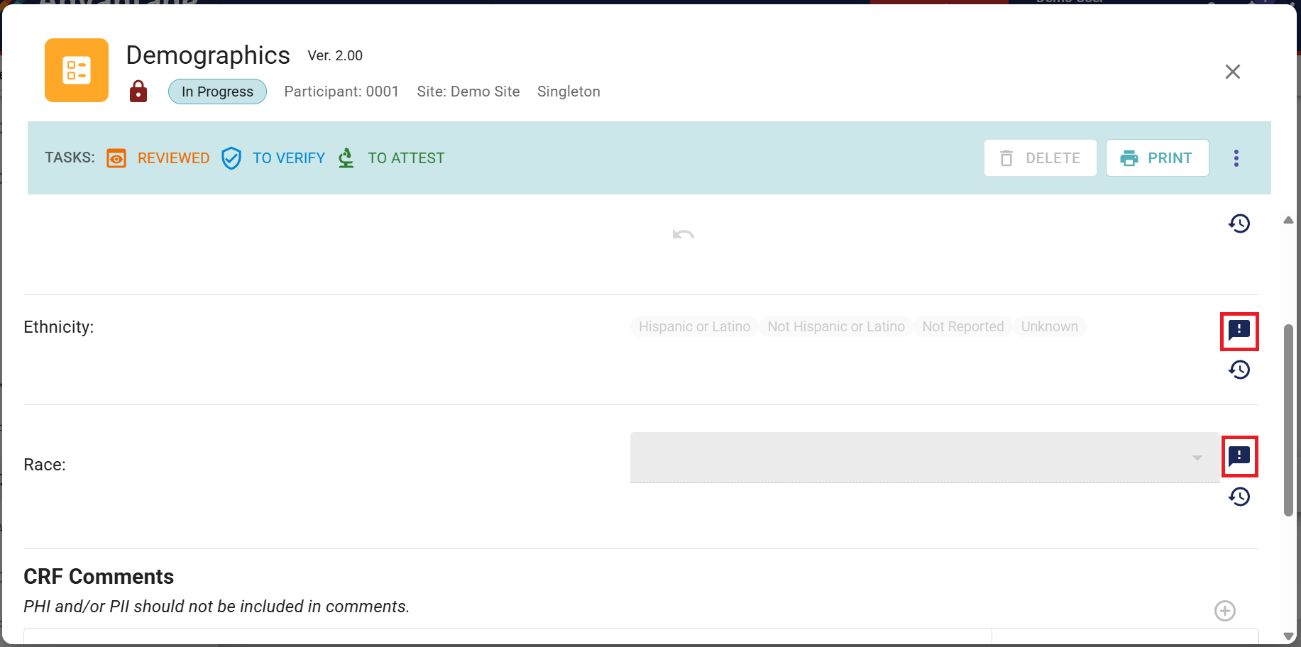 Demographics Ver. 2.00
In Progress Participant: 0001 Site: Demo Site Singleton
TASKS: REVIEWED TO VERIFY TO ATTEST DELETE PRINT
Ethnicity: Hispanic or Latino Not Hispanic or Latino Not Reported Unknown
Race:
CRF Comments
PHI and/or PII should not be included in comments.